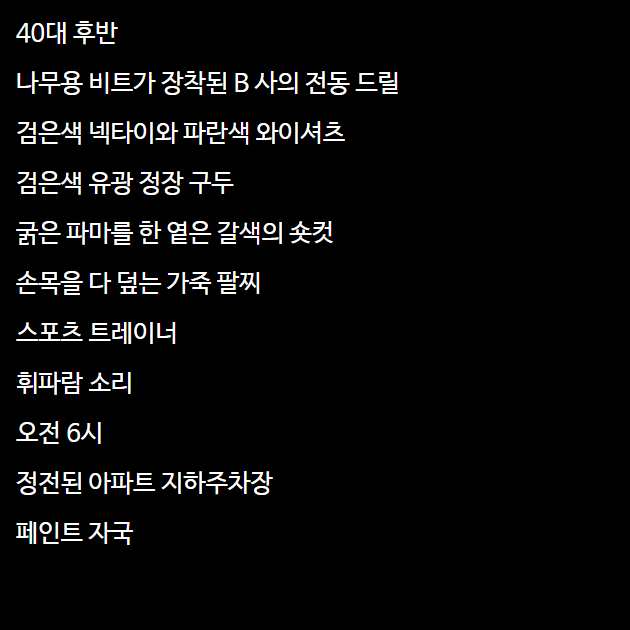 40대 후반
나무용 비트가 장착된 B 사의 전동 드릴
검은색 넥타이와 파란색 와이셔츠
검은색 유광 정장 구두
굵은 파마를 한 옅은 갈색의 숏컷
손목을 다 덮는 가죽 팔찌
스포츠 트레이너
휘파람 소리
오전 6시
정전된 아파트 지하주차장
페인트 자국